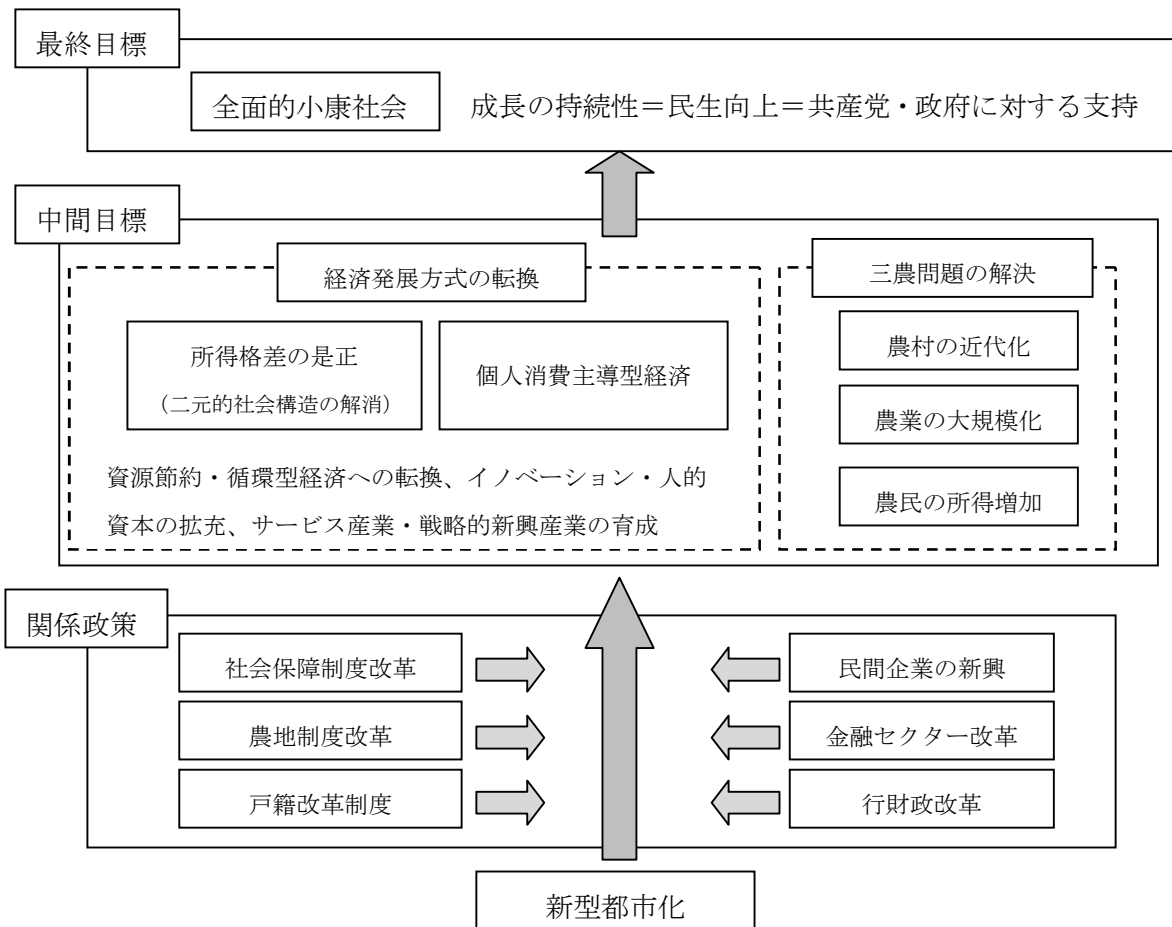 最終目標
全面的小康社会
成長の持続性＝民生向上＝共産党・政府に対する支持
中間目標
経済発展方式の転換
所得格差の是正
（二元的社会構造の解消）
個人消費主導型経済
資源節約・循環型経済への転換、イノベーション・人的
資本の拡充、サービス産業・戦略的新興産業の育成
三農問題の解決
農村の近代化
農業の大規模化
農民の所得増加
関係政策
社会保障制度改革
民間企業の新興
農地制度改革
金融セクター改革
戸籍改革制度
行財政改革
新型都市化